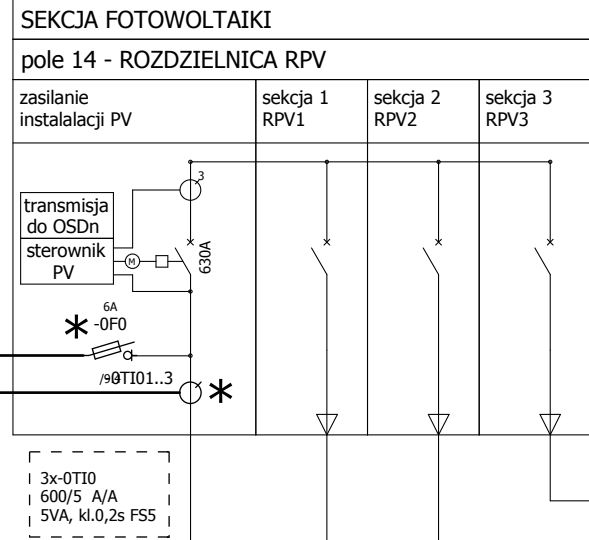 SEKCJA FOTOWOLTAIKI
pole 14 - ROZDZIELNICA RPV
zasilanie
instalalacji PV
sekcja 1
RPV1
sekcja 2
RPV2
sekcja 3
RPV3
3
transmisja
do OSDn
sterownik
PV
M
630A
6A
-0F0
-0TI01..3
3x-0TI0
600/5 A/A
5VA, kl.0,2s FS5